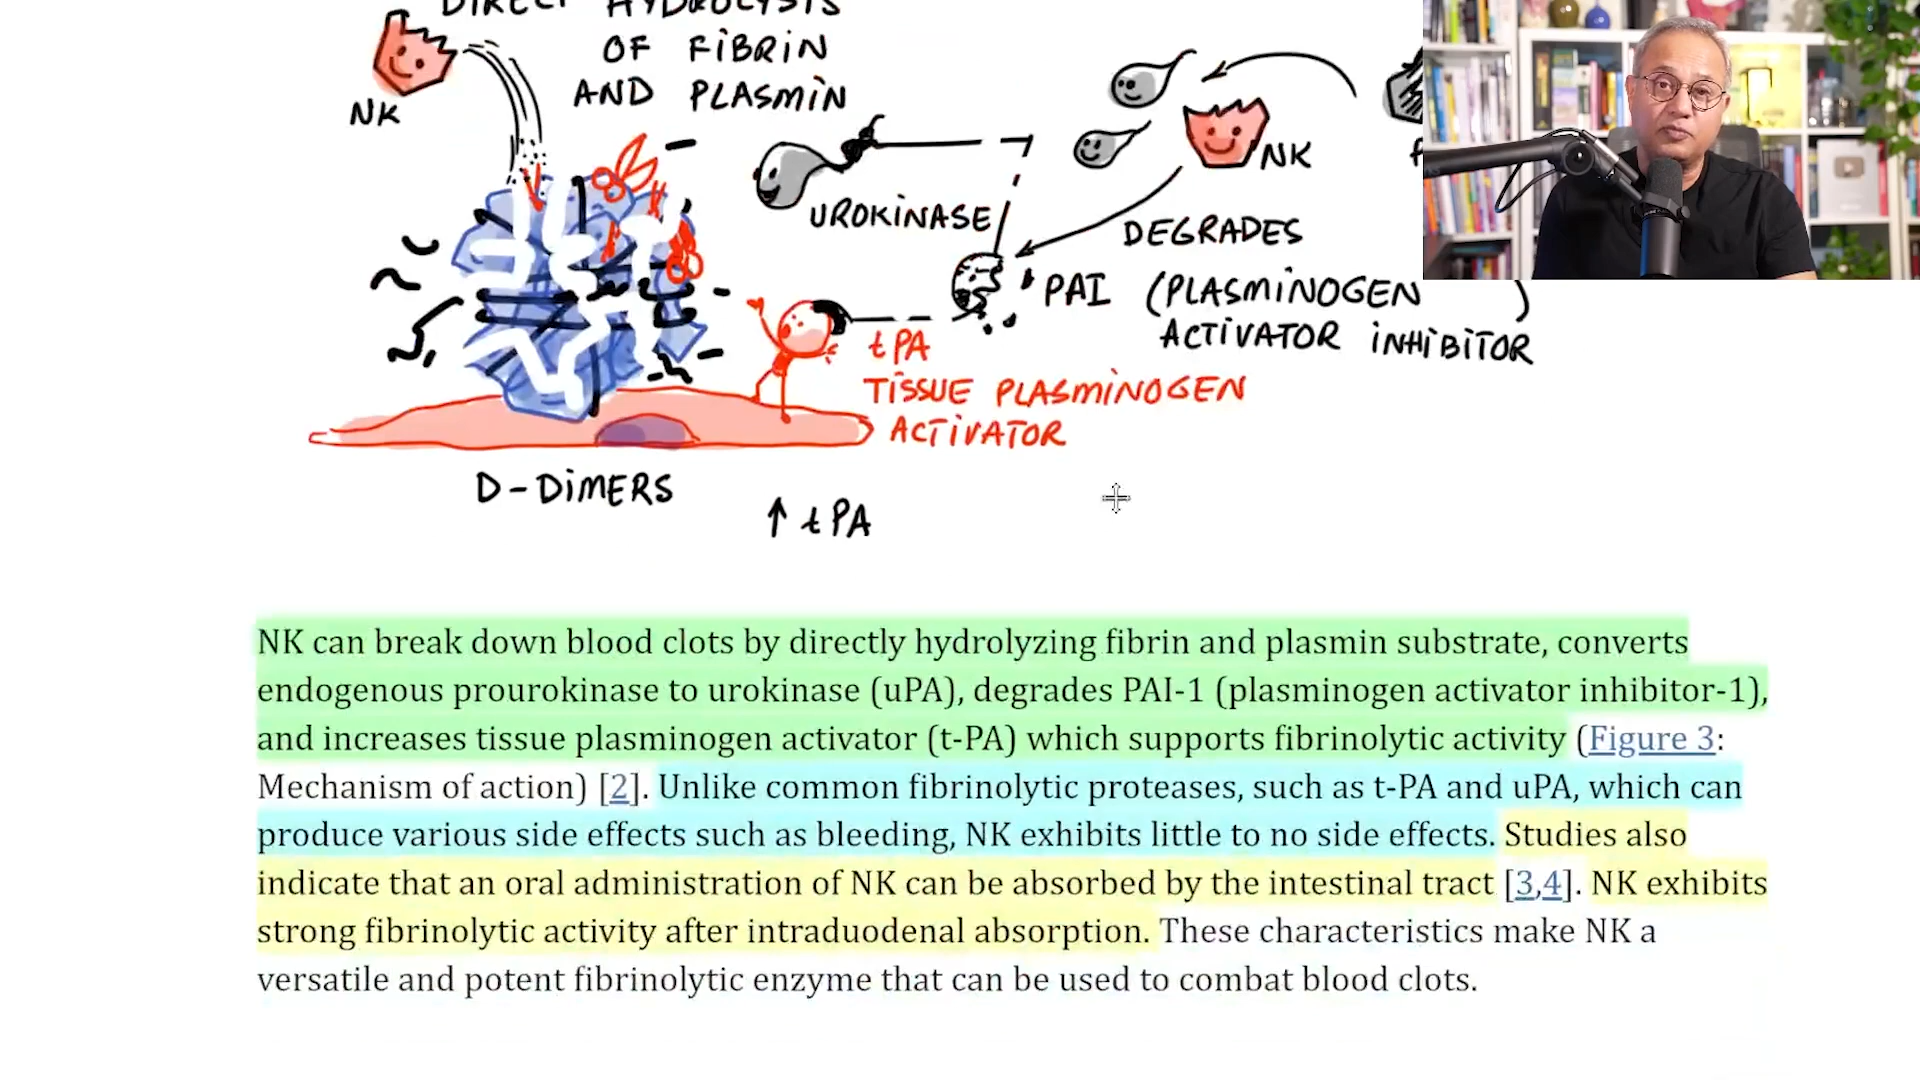 DIRECT HYDROLYSIS
OF FIBRIN
AND PLASMIN
NK
UROKINASE
NK
DEGRADES
PAI (PLASMINOGEN
ACTIVATOR INHIBITOR )
tPA
TISSUE PLASMINOGEN
ACTIVATOR
D-DIMERS
↑ tPA
NK can break down blood clots by directly hydrolyzing fibrin and plasmin substrate, converts
endogenous prourokinase to urokinase (uPA), degrades PAI-1 (plasminogen activator inhibitor-1),
and increases tissue plasminogen activator (t-PA) which supports fibrinolytic activity (Figure 3:
Mechanism of action) [2]. Unlike common fibrinolytic proteases, such as t-PA and uPA, which can
produce various side effects such as bleeding, NK exhibits little to no side effects. Studies also
indicate that an oral administration of NK can be absorbed by the intestinal tract [3,4]. NK exhibits
strong fibrinolytic activity after intraduodenal absorption. These characteristics make NK a
versatile and potent fibrinolytic enzyme that can be used to combat blood clots.